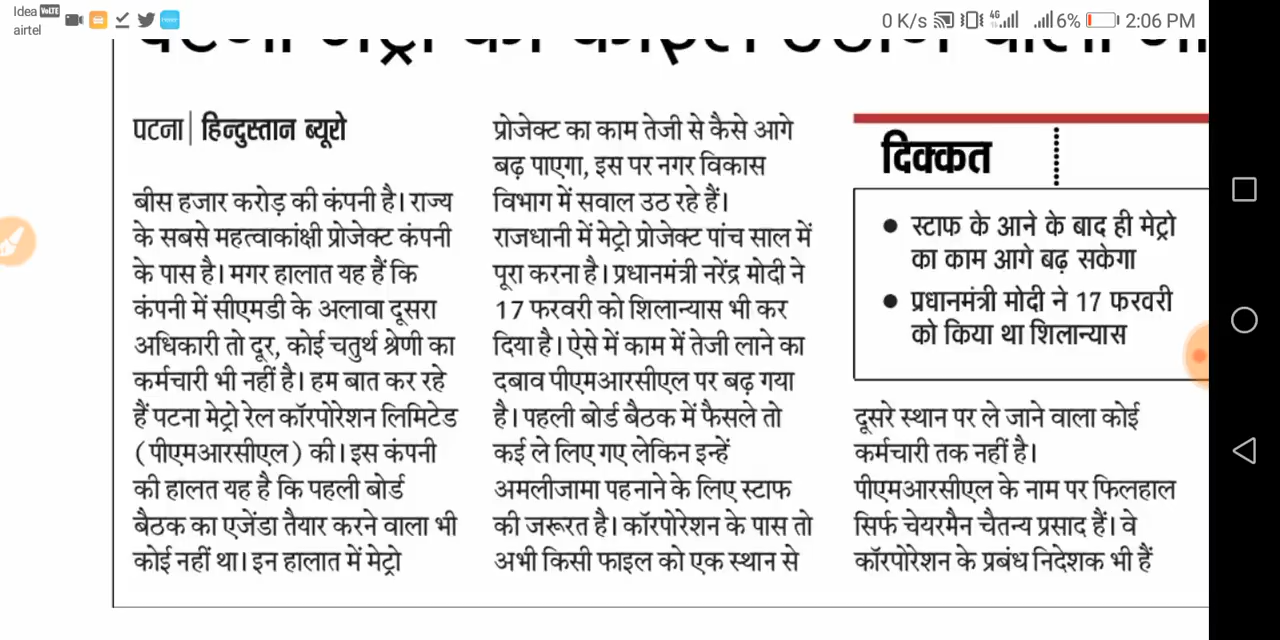 Idea VoLTE
airtel
0 K/s 4G 6% 2:06 PM
पटना | हिन्दुस्तान ब्यूरो
बीस हजार करोड़ की कंपनी है। राज्य
के सबसे महत्वाकांक्षी प्रोजेक्ट कंपनी
के पास है। मगर हालात यह हैं कि
कंपनी में सीएमडी के अलावा दूसरा
अधिकारी तो दूर, कोई चतुर्थ श्रेणी का
कर्मचारी भी नहीं है। हम बात कर रहे
हैं पटना मेट्रो रेल कॉरपोरेशन लिमिटेड
(पीएमआरसीएल) की। इस कंपनी
की हालत यह है कि पहली बोर्ड
बैठक का एजेंडा तैयार करने वाला भी
कोई नहीं था। इन हालात में मेट्रो
प्रोजेक्ट का काम तेजी से कैसे आगे
बढ़ पाएगा, इस पर नगर विकास
विभाग में सवाल उठ रहे हैं।
राजधानी में मेट्रो प्रोजेक्ट पांच साल में
पूरा करना है। प्रधानमंत्री नरेंद्र मोदी ने
17 फरवरी को शिलान्यास भी कर
दिया है। ऐसे में काम में तेजी लाने का
दबाव पीएमआरसीएल पर बढ़ गया
है। पहली बोर्ड बैठक में फैसले तो
कई ले लिए गए लेकिन इन्हें
अमलीजामा पहनाने के लिए स्टाफ
की जरूरत है। कॉरपोरेशन के पास तो
अभी किसी फाइल को एक स्थान से
दिक्कत
● स्टाफ के आने के बाद ही मेट्रो
का काम आगे बढ़ सकेगा
● प्रधानमंत्री मोदी ने 17 फरवरी
को किया था शिलान्यास
दूसरे स्थान पर ले जाने वाला कोई
कर्मचारी तक नहीं है।
पीएमआरसीएल के नाम पर फिलहाल
सिर्फ चेयरमैन चैतन्य प्रसाद हैं। वे
कॉरपोरेशन के प्रबंध निदेशक भी हैं